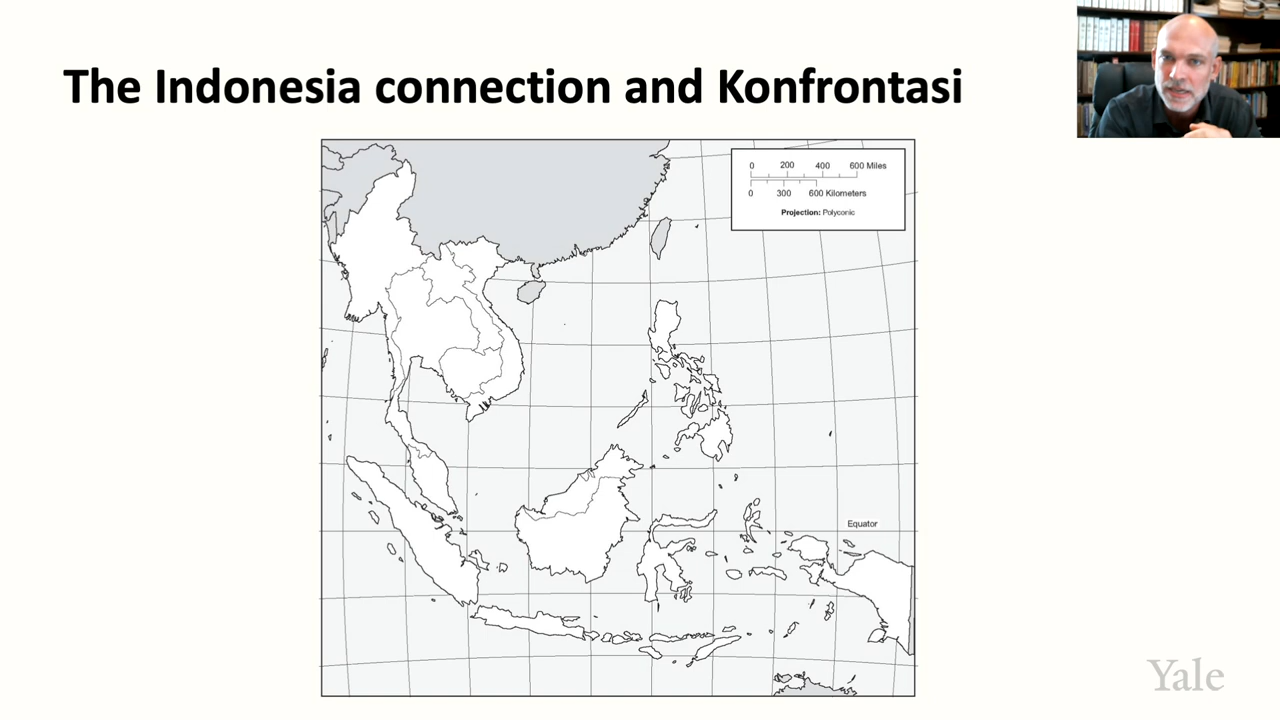 The Indonesia connection and Konfrontasi
0 200 400 600 Miles
0 300 600 Kilometers
Projection: Polyconic
Equator
Yale